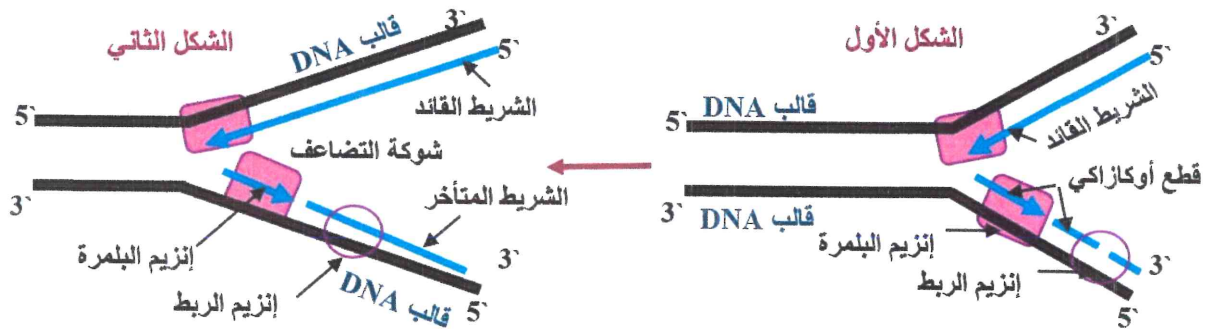 الشكل الأول
3`
5`
قالب DNA
5`
الشريط القائد
قطع أوكازاكي
3`
قالب DNA
إنزيم البلمرة
إنزيم الربط
3`
5`
الشكل الثاني
قالب DNA
3`
5`
الشريط القائد
5`
شوكة التضاعف
الشريط المتأخر
3`
إنزيم البلمرة
إنزيم الربط
قالب DNA
3`
5`